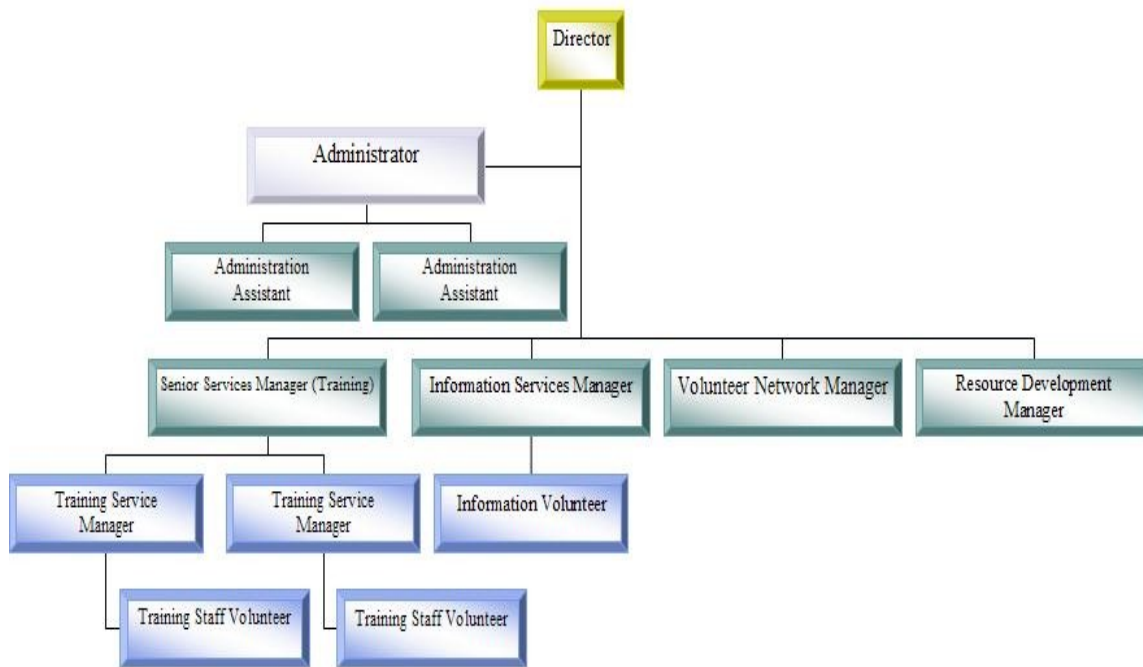 Director
Administrator
Administration
Assistant
Administration
Assistant
Senior Services Manager (Training)
Information Services Manager
Volunteer Network Manager
Resource Development
Manager
Training Service
Manager
Training Service
Manager
Information Volunteer
Training Staff Volunteer
Training Staff Volunteer